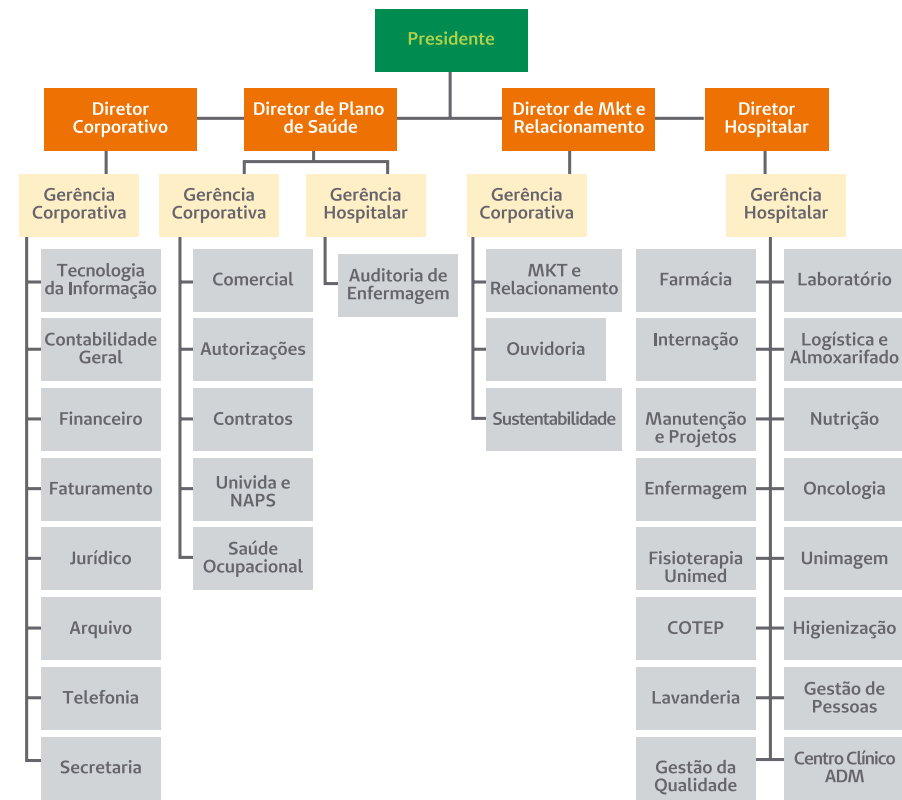 Presidente
Diretor
Corporativo
Diretor de Plano
de Saúde
Diretor de Mkt e
Relacionamento
Diretor
Hospitalar
Gerência
Corporativa
Gerência
Corporativa
Gerência
Hospitalar
Gerência
Corporativa
Gerência
Hospitalar
Tecnologia
da Informação
Contabilidade
Geral
Financeiro
Faturamento
Jurídico
Arquivo
Telefonia
Secretaria
Comercial
Autorizações
Contratos
Univida e
NAPS
Saúde
Ocupacional
Auditoria de
Enfermagem
MKT e
Relacionamento
Ouvidoria
Sustentabilidade
Farmácia
Internação
Manutenção
e Projetos
Enfermagem
Fisioterapia
Unimed
COTEP
Lavanderia
Gestão da
Qualidade
Laboratório
Logística e
Almoxarifado
Nutrição
Oncologia
Unimagem
Higienização
Gestão de
Pessoas
Centro Clínico
ADM